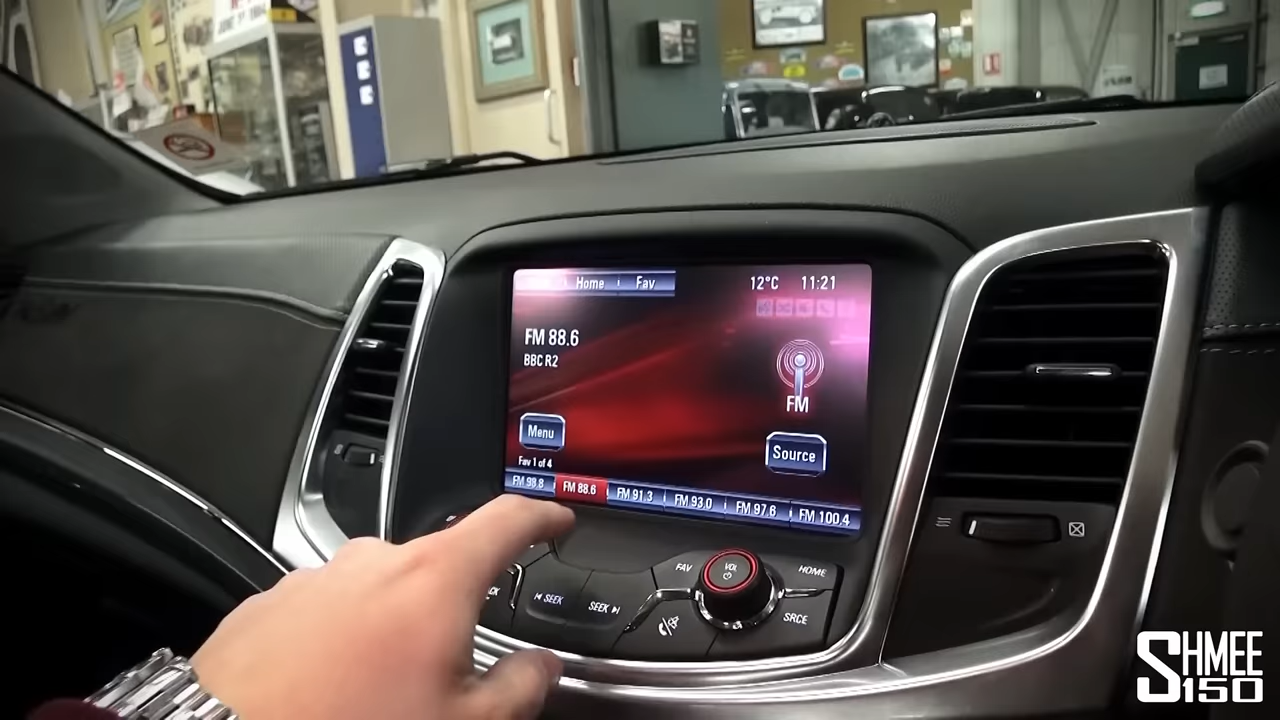 Home Fav
12°C 11:21
FM 88.6
BBC R2
FM
Menu
Source
Fav 1 of 4
FM 98.8 FM 88.6 FM 91.3 FM 93.0 FM 97.6 FM 100.4
FAV
VOL
HOME
SEEK
SEEK
SRCE
SHMEE
150